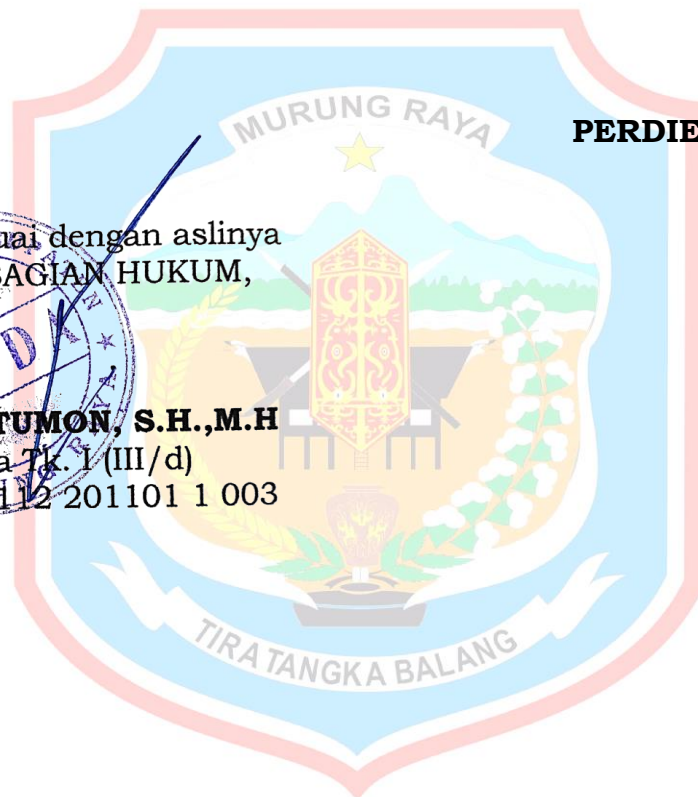 MURUNG RAYA
PERDIE
uai dengan aslinya
BAGIAN HUKUM,
TUMON, S.H.,M.H
a Tk. I (III/d)
112 201101 1 003
TIRA TANGKA BALANG